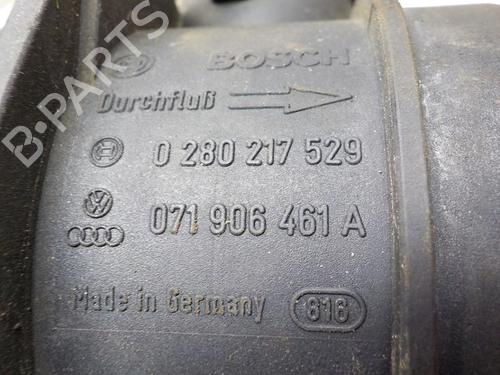 BOSCH
Durchfluß
0 280 217 529
071 906 461 A
Made in Germany 816
B-Parts